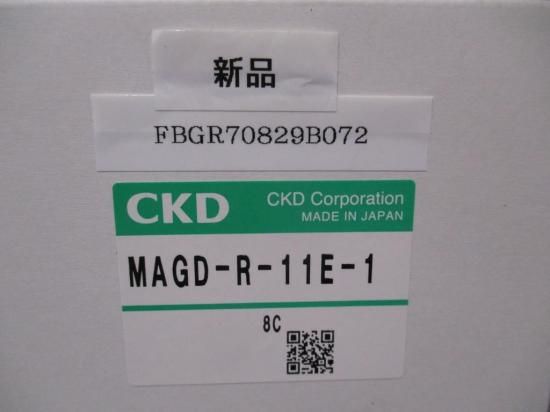 新品
FBGR70829B072
CKD
CKD Corporation
MADE IN JAPAN
MAGD-R-11E-1
8C